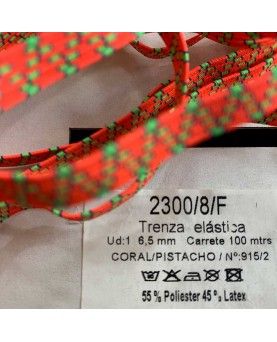 2300/8/F
Trenza elástica
Ud:1 6,5 mm Carrete 100 mtrs
CORAL/PISTACHO / Nº:915/2
55 % Poliester 45 % Latex